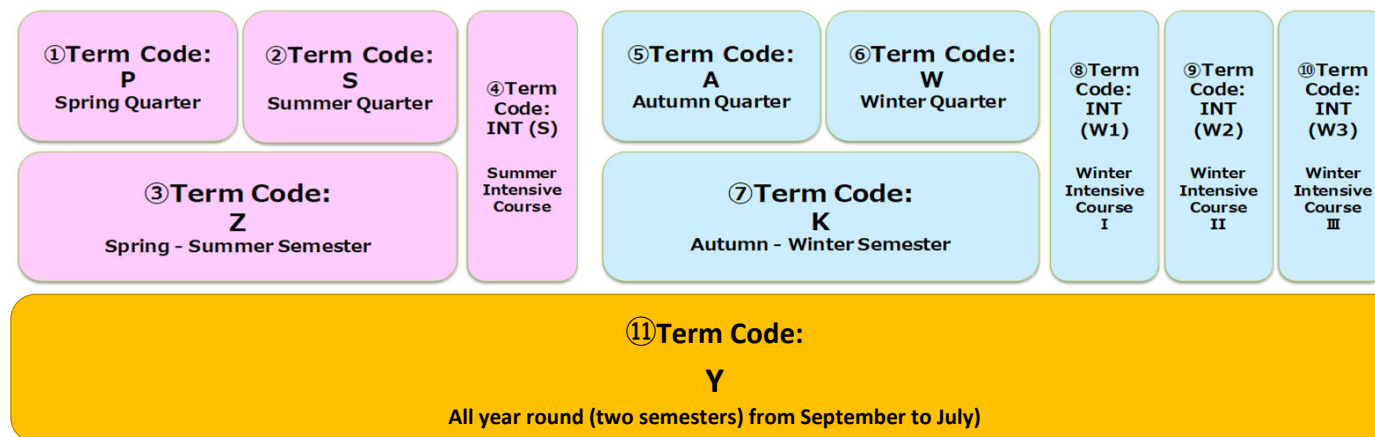 ①Term Code:
P
Spring Quarter
②Term Code:
S
Summer Quarter
③Term Code:
Z
Spring – Summer Semester
④Term
Code:
INT (S)
Summer
Intensive
Course
⑤Term Code:
A
Autumn Quarter
⑥Term Code:
W
Winter Quarter
⑦Term Code:
K
Autumn – Winter Semester
⑧Term
Code:
INT
(W1)
Winter
Intensive
Course
I
⑨Term
Code:
INT
(W2)
Winter
Intensive
Course
II
⑩Term
Code:
INT
(W3)
Winter
Intensive
Course
Ⅲ
⑪Term Code:
Y
All year round (two semesters) from September to July)